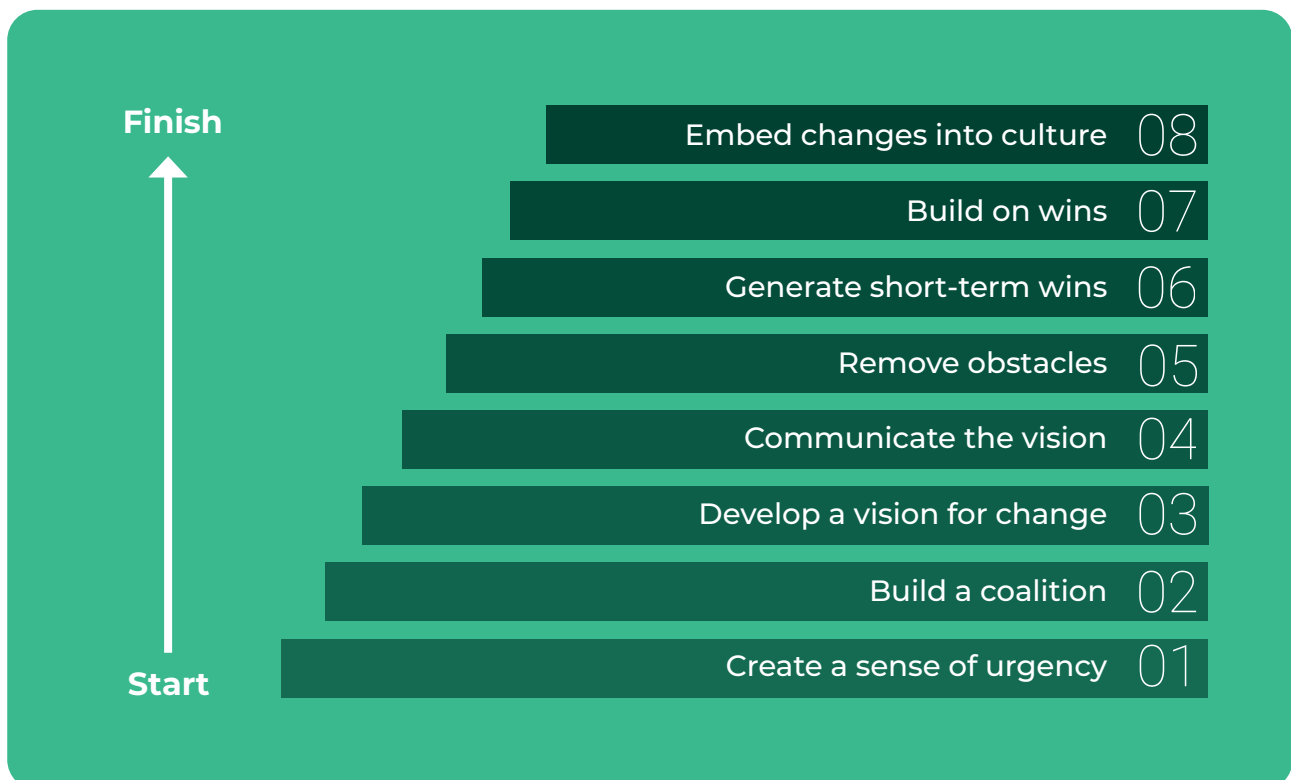 Finish
Embed changes into culture 08
Build on wins 07
Generate short-term wins 06
Remove obstacles 05
Communicate the vision 04
Develop a vision for change 03
Build a coalition 02
Create a sense of urgency 01
Start